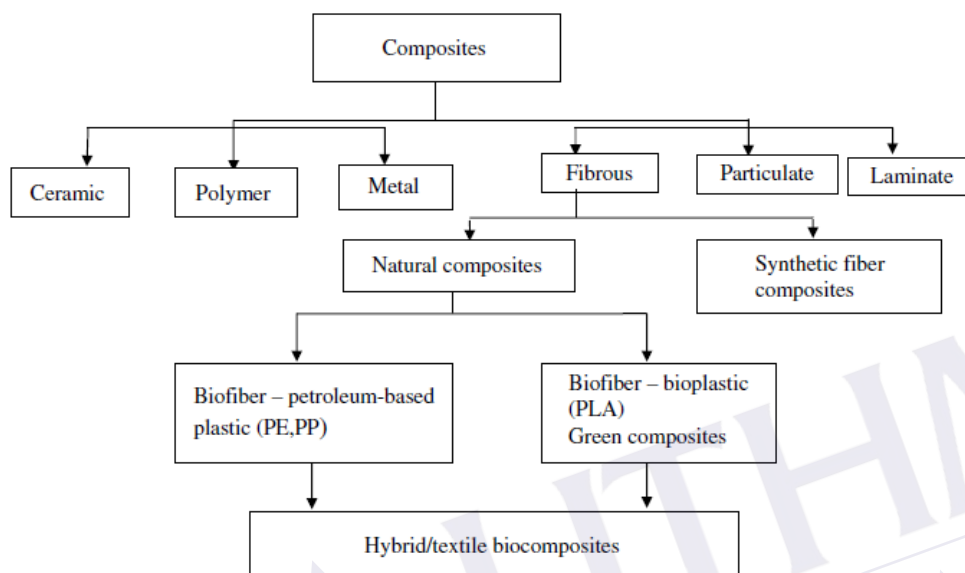 Composites
Ceramic
Polymer
Metal
Fibrous
Particulate
Laminate
Natural composites
Synthetic fiber
composites
Biofiber – petroleum-based
plastic (PE,PP)
Biofiber – bioplastic
(PLA)
Green composites
Hybrid/textile biocomposites